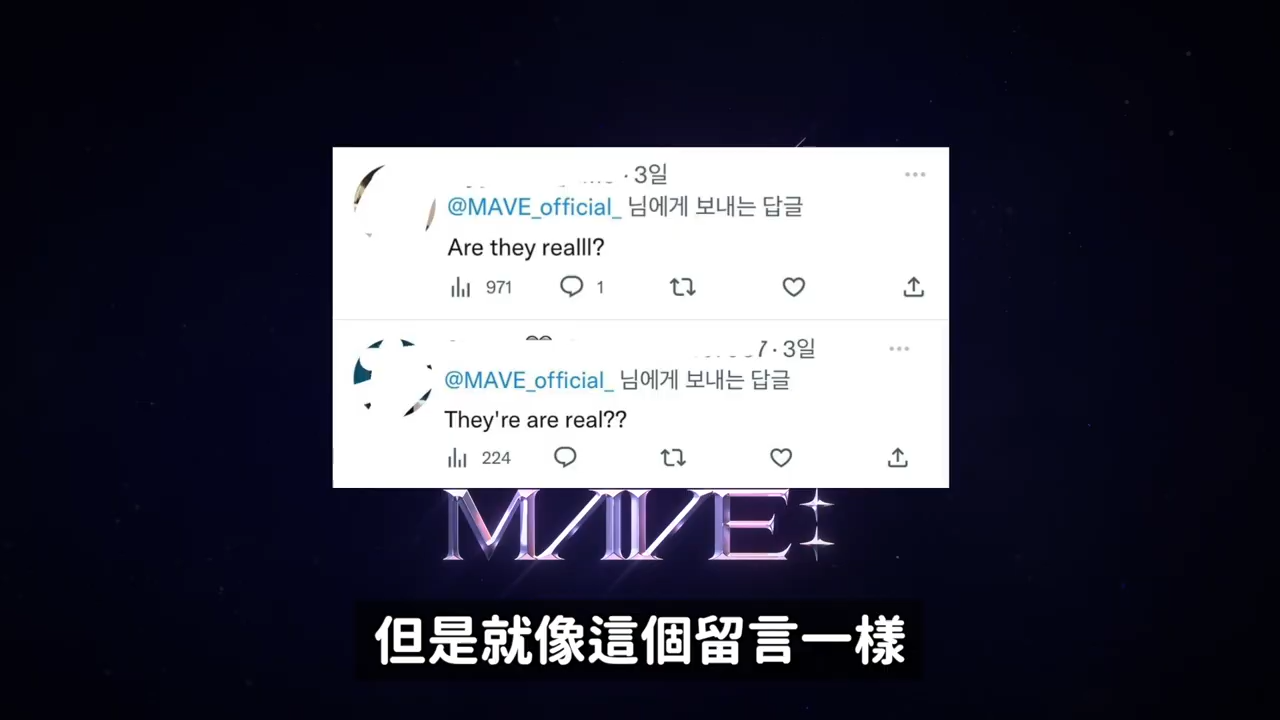 · 3일
@MAVE_official_ 님에게 보내는 답글
Are they realll?
971 1
7 · 3일
@MAVE_official_ 님에게 보내는 답글
They're are real??
224
MAVE:
但是就像這個留言一樣